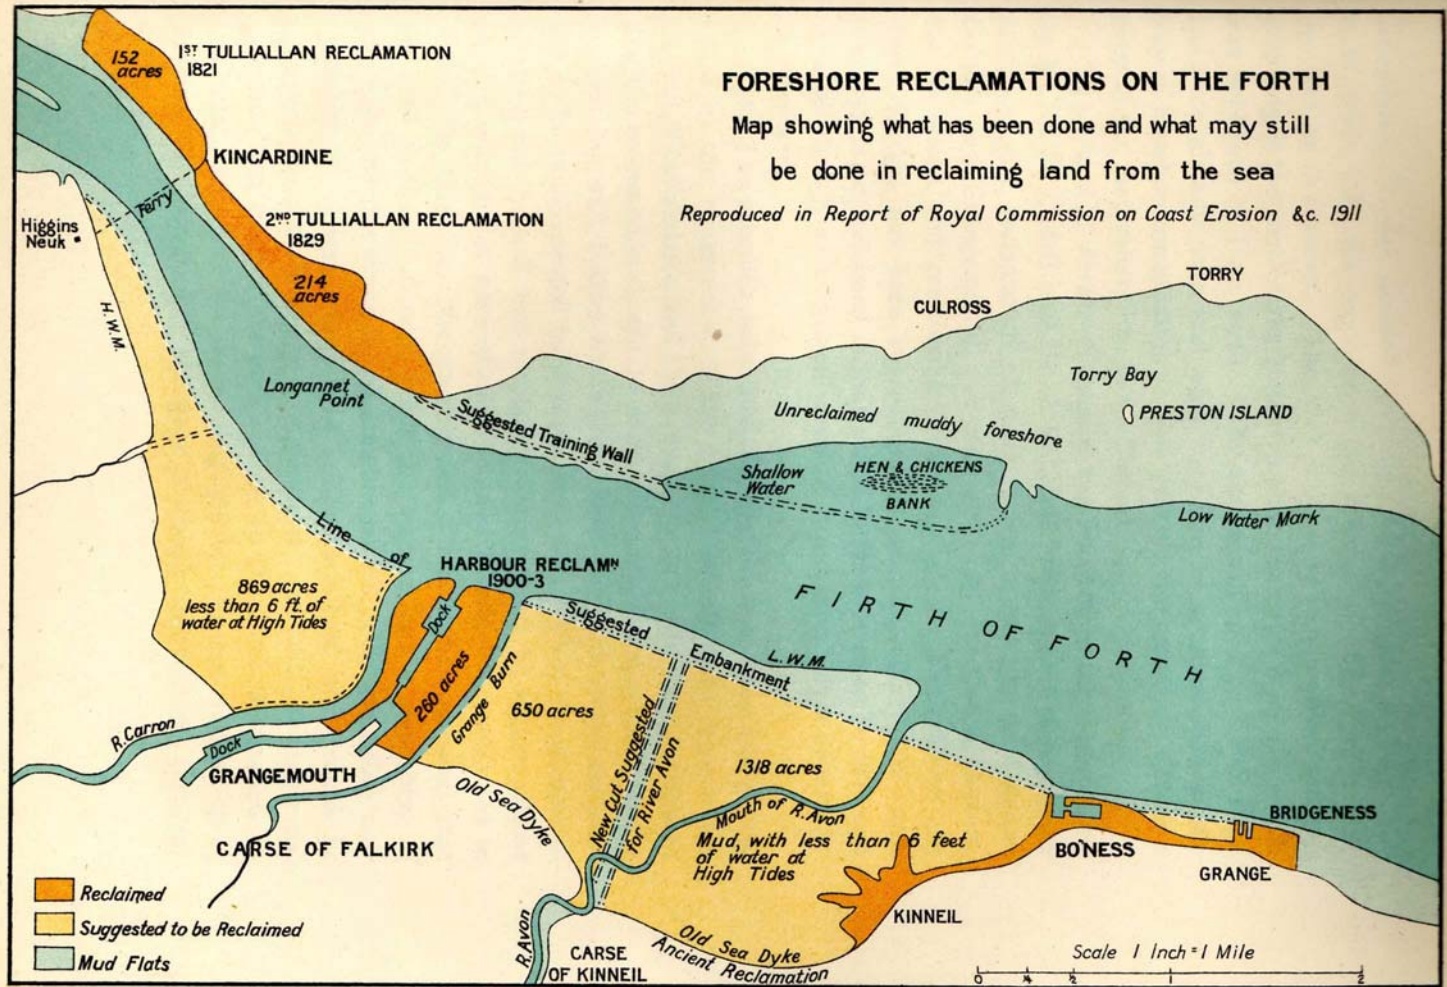 FORESHORE RECLAMATIONS ON THE FORTH
Map showing what has been done and what may still
be done in reclaiming land from the sea
Reproduced in Report of Royal Commission on Coast Erosion &c. 1911
152
acres
1ST TULLIALLAN RECLAMATION
1821
KINCARDINE
Ferry
Higgins
Neuk
2ND TULLIALLAN RECLAMATION
1829
214
acres
H.W.M.
TORRY
CULROSS
Longannet
Point
Torry Bay
PRESTON ISLAND
Unreclaimed muddy foreshore
Suggested Training Wall
Shallow
Water
HEN & CHICKENS
BANK
Low Water Mark
Line of
Suggested
Embankment
HARBOUR RECLAMN
1900-3
869 acres
less than 6 ft. of
water at High Tides
Dock
260 acres
Grange Burn
FIRTH OF FORTH
L.W.M.
650 acres
R. Carron
Dock
GRANGEMOUTH
New Cut Suggested
for River Avon
1318 acres
Old Sea Dyke
Mouth of R. Avon
Mud, with less than 6 feet
of water at
High Tides
BRIDGENESS
BO'NESS
GRANGE
CARSE OF FALKIRK
KINNEIL
Reclaimed
Suggested to be Reclaimed
Mud Flats
R. Avon
CARSE
OF KINNEIL
Old Sea Dyke
Ancient Reclamation
Scale 1 Inch = 1 Mile
0 ¼ ½ 1 2